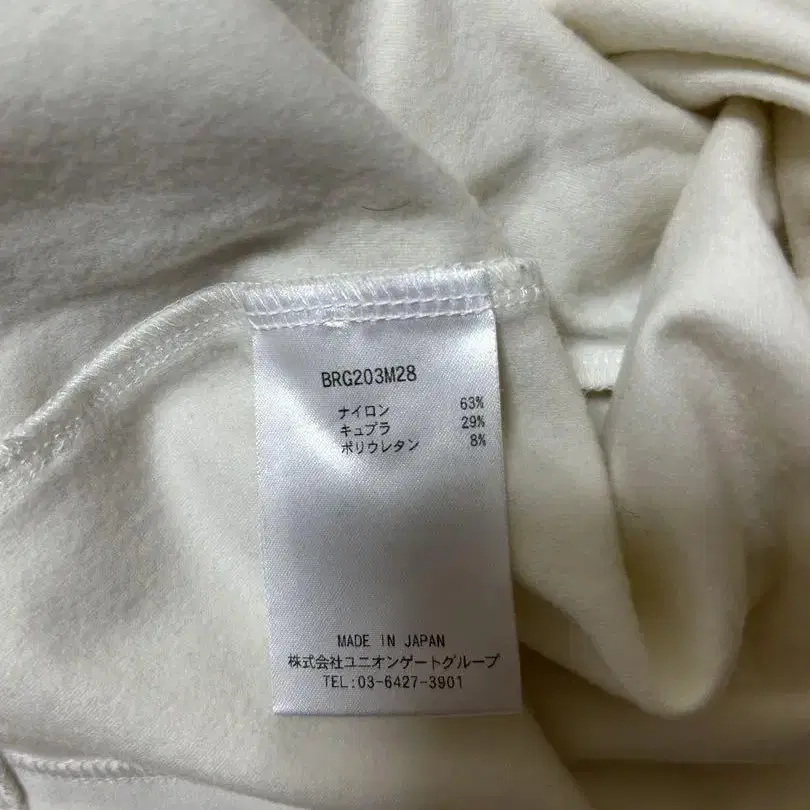 BRG203M28
ナイロン 63%
キュプラ 29%
ポリウレタン 8%
MADE IN JAPAN
株式会社ユニオンゲートグループ
TEL:03-6427-3901